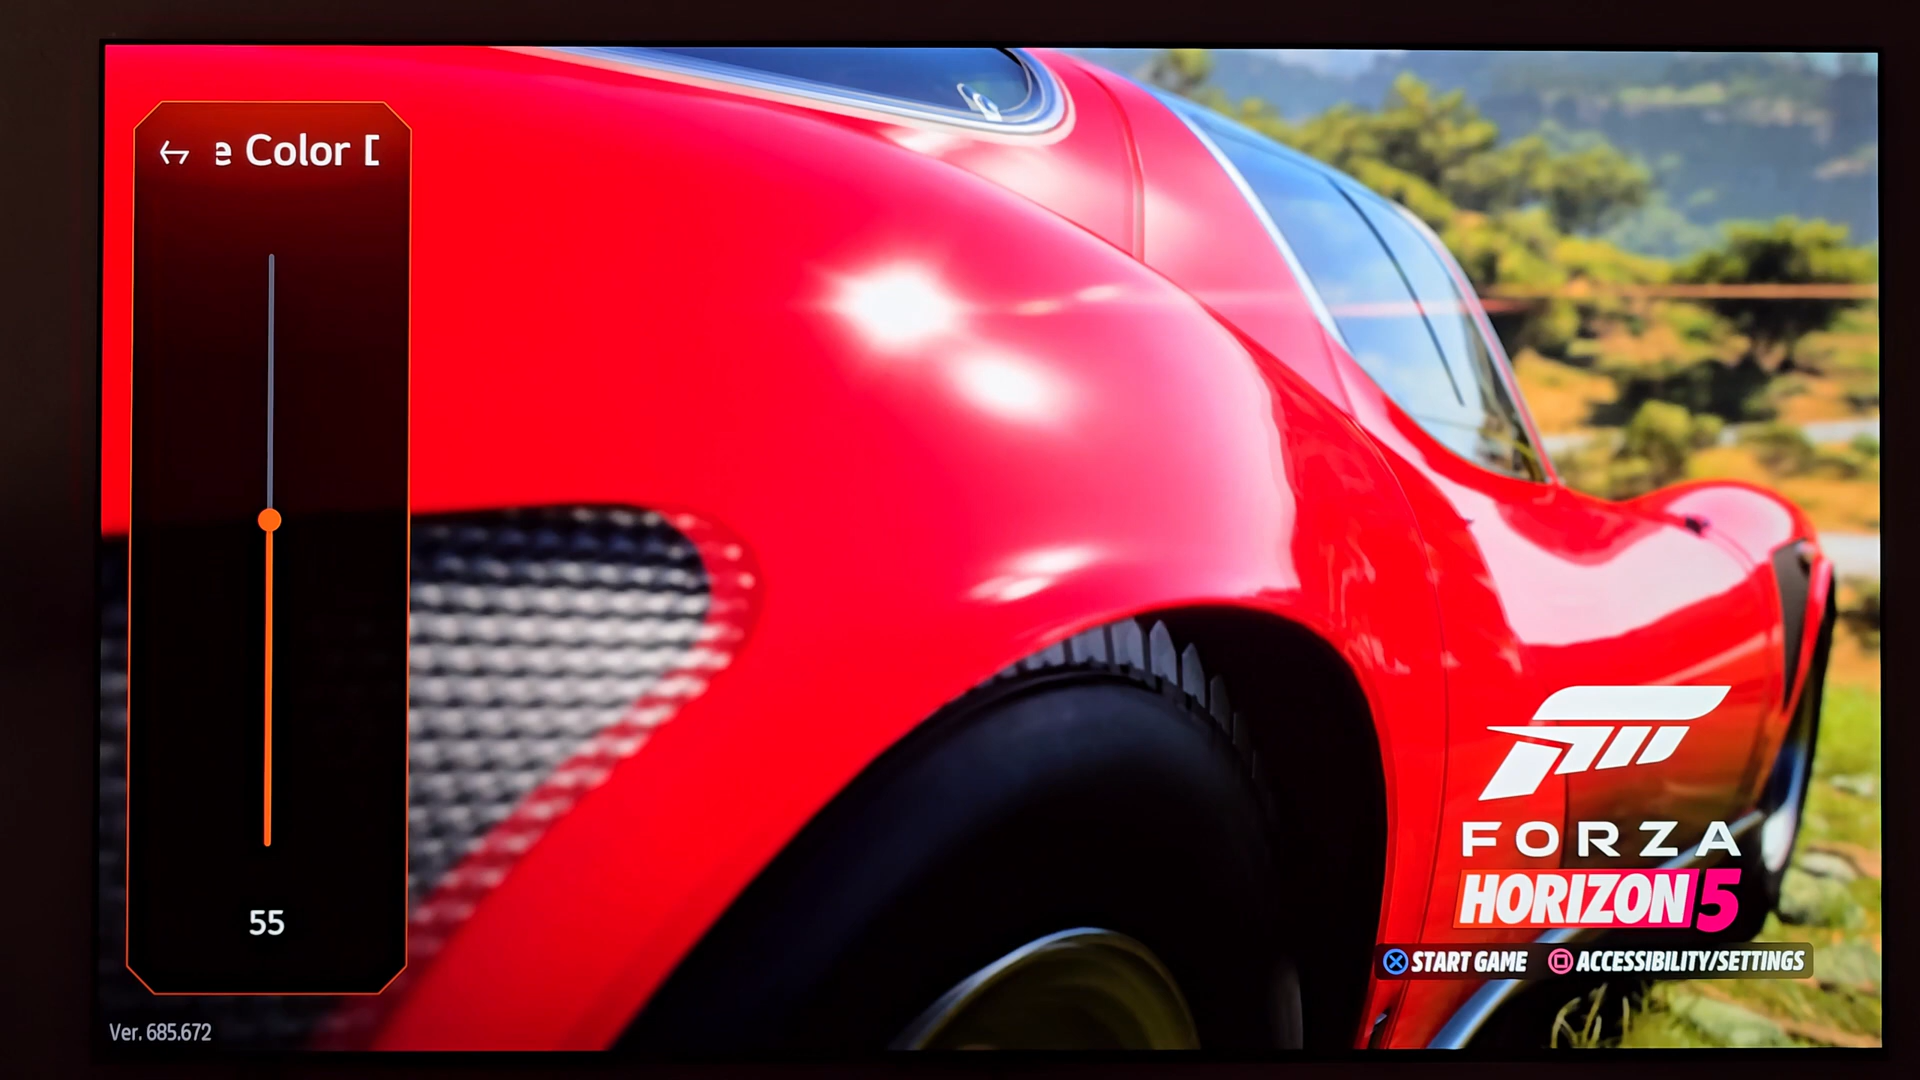 e Color D
55
FORZA
HORIZON 5
START GAME ACCESSIBILITY/SETTINGS
Ver. 685.672